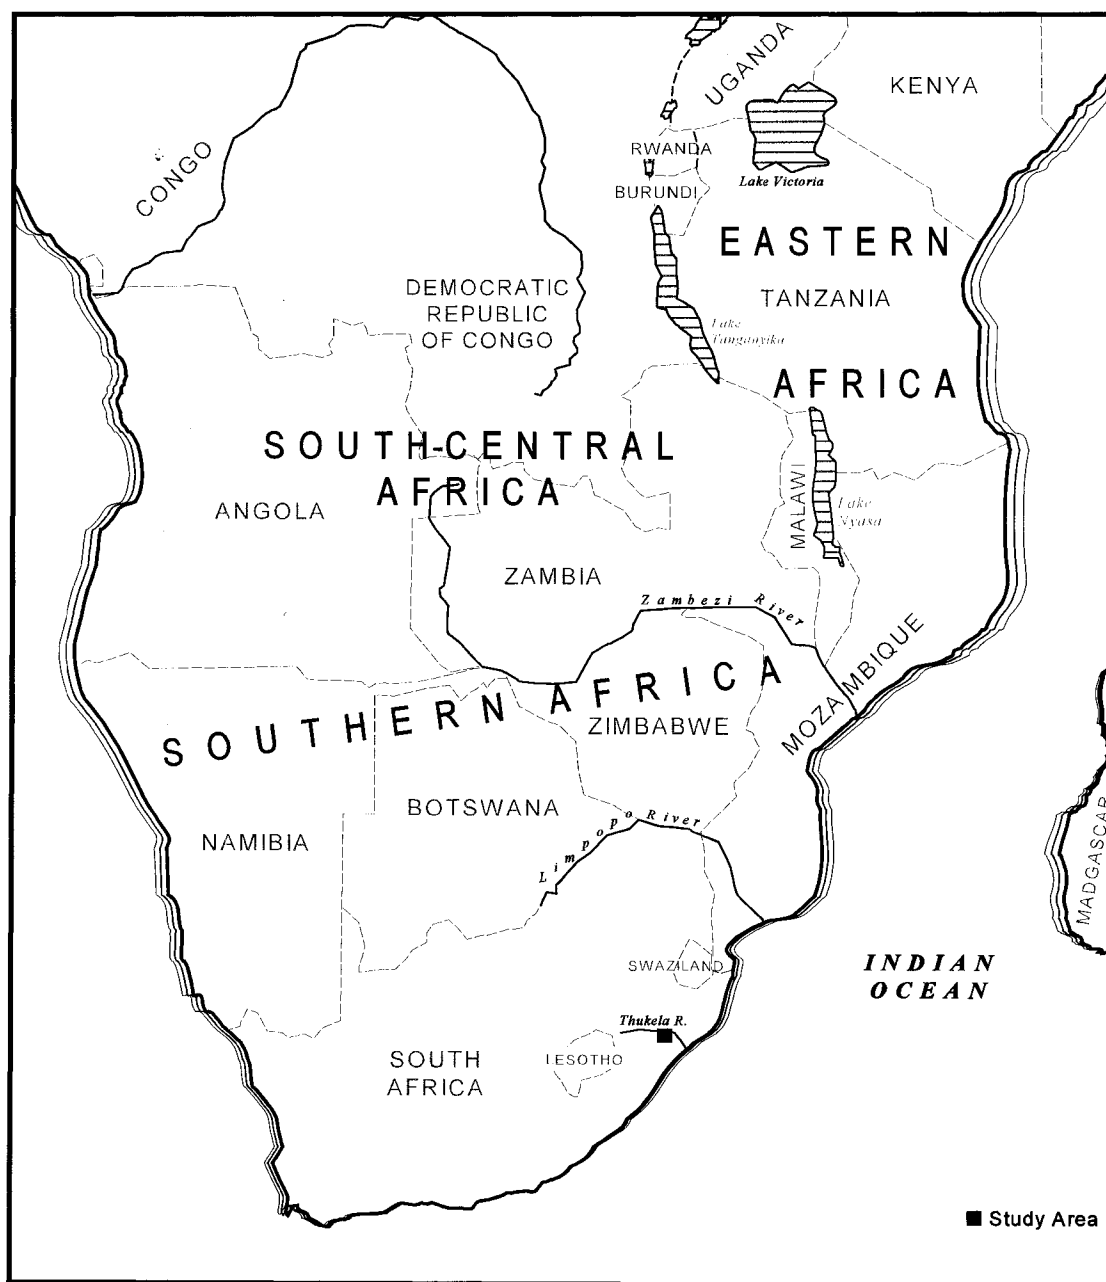 UGANDA
KENYA
CONGO
RWANDA
BURUNDI
Lake Victoria
EASTERN
DEMOCRATIC
REPUBLIC
OF CONGO
TANZANIA
Lake
Tanganyika
AFRICA
SOUTH-CENTRAL
AFRICA
ANGOLA
MALAWI
Lake
Nyasa
ZAMBIA
Zambezi River
MOZAMBIQUE
SOUTHERN AFRICA
ZIMBABWE
BOTSWANA
NAMIBIA
Limpopo River
MADGASCAR
SWAZILAND
INDIAN
OCEAN
Thukela R.
SOUTH
AFRICA
LESOTHO
Study Area